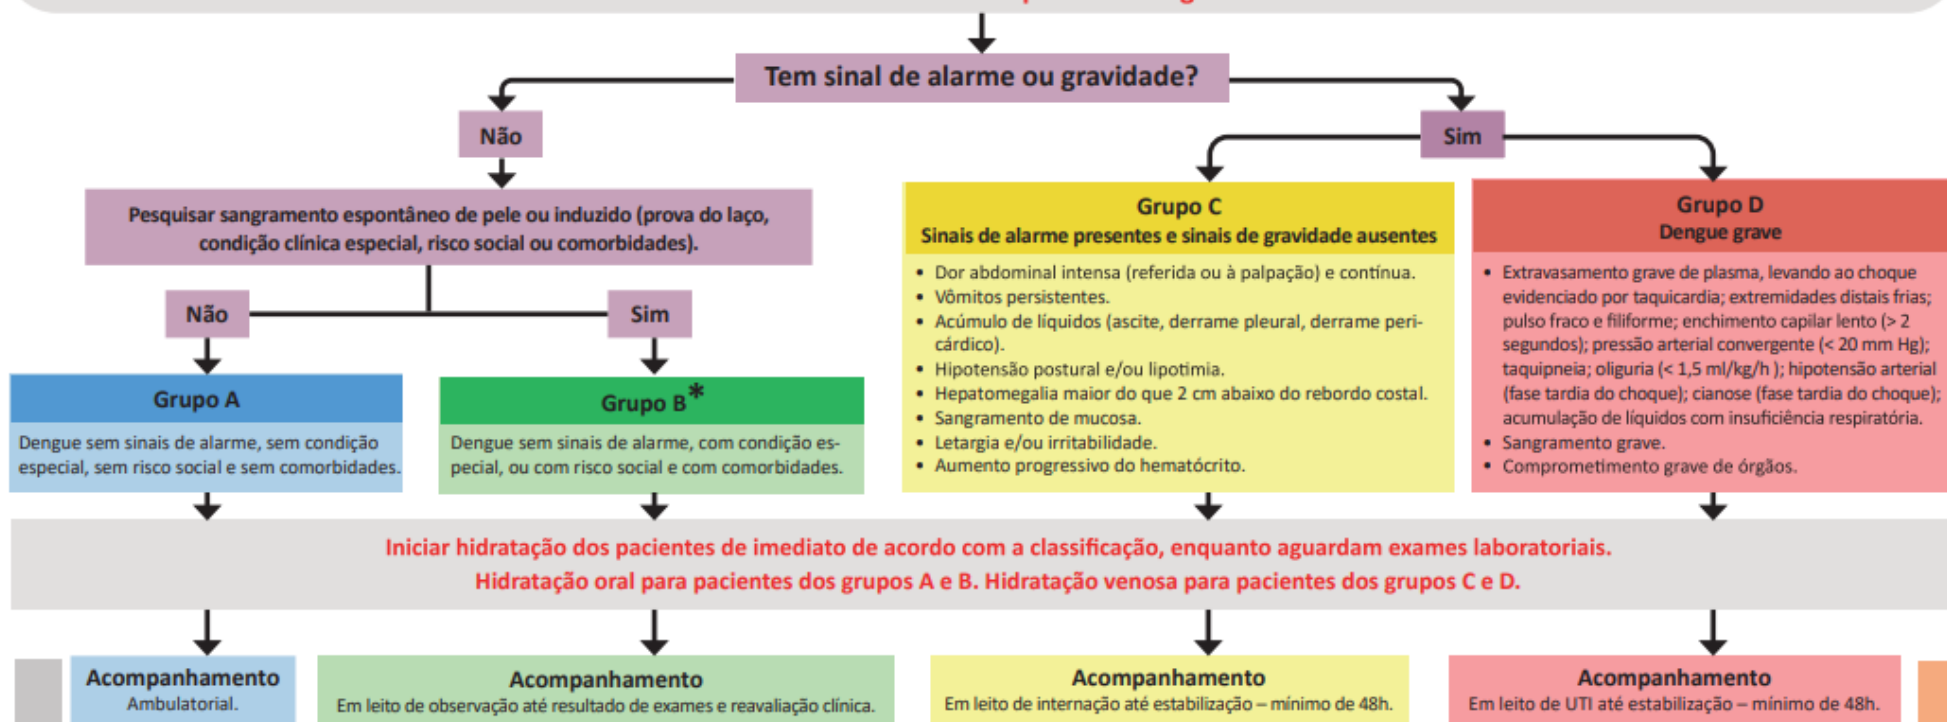 Tem sinal de alarme ou gravidade?
Não
Sim
Pesquisar sangramento espontâneo de pele ou induzido (prova do laço,
condição clínica especial, risco social ou comorbidades).
Não
Sim
Grupo A
Dengue sem sinais de alarme, sem condição
especial, sem risco social e sem comorbidades.
Grupo B*
Dengue sem sinais de alarme, com condição es-
pecial, ou com risco social e com comorbidades.
Grupo C
Sinais de alarme presentes e sinais de gravidade ausentes
• Dor abdominal intensa (referida ou à palpação) e contínua.
• Vômitos persistentes.
• Acúmulo de líquidos (ascite, derrame pleural, derrame peri-
cárdico).
• Hipotensão postural e/ou lipotimia.
• Hepatomegalia maior do que 2 cm abaixo do rebordo costal.
• Sangramento de mucosa.
• Letargia e/ou irritabilidade.
• Aumento progressivo do hematócrito.
Grupo D
Dengue grave
• Extravasamento grave de plasma, levando ao choque
evidenciado por taquicardia; extremidades distais frias;
pulso fraco e filiforme; enchimento capilar lento (> 2
segundos); pressão arterial convergente (< 20 mm Hg);
taquipneia; oliguria (< 1,5 ml/kg/h ); hipotensão arterial
(fase tardia do choque); cianose (fase tardia do choque);
acumulação de líquidos com insuficiência respiratória.
• Sangramento grave.
• Comprometimento grave de órgãos.
Iniciar hidratação dos pacientes de imediato de acordo com a classificação, enquanto aguardam exames laboratoriais.
Hidratação oral para pacientes dos grupos A e B. Hidratação venosa para pacientes dos grupos C e D.
Acompanhamento
Ambulatorial.
Acompanhamento
Em leito de observação até resultado de exames e reavaliação clínica.
Acompanhamento
Em leito de internação até estabilização – mínimo de 48h.
Acompanhamento
Em leito de UTI até estabilização – mínimo de 48h.